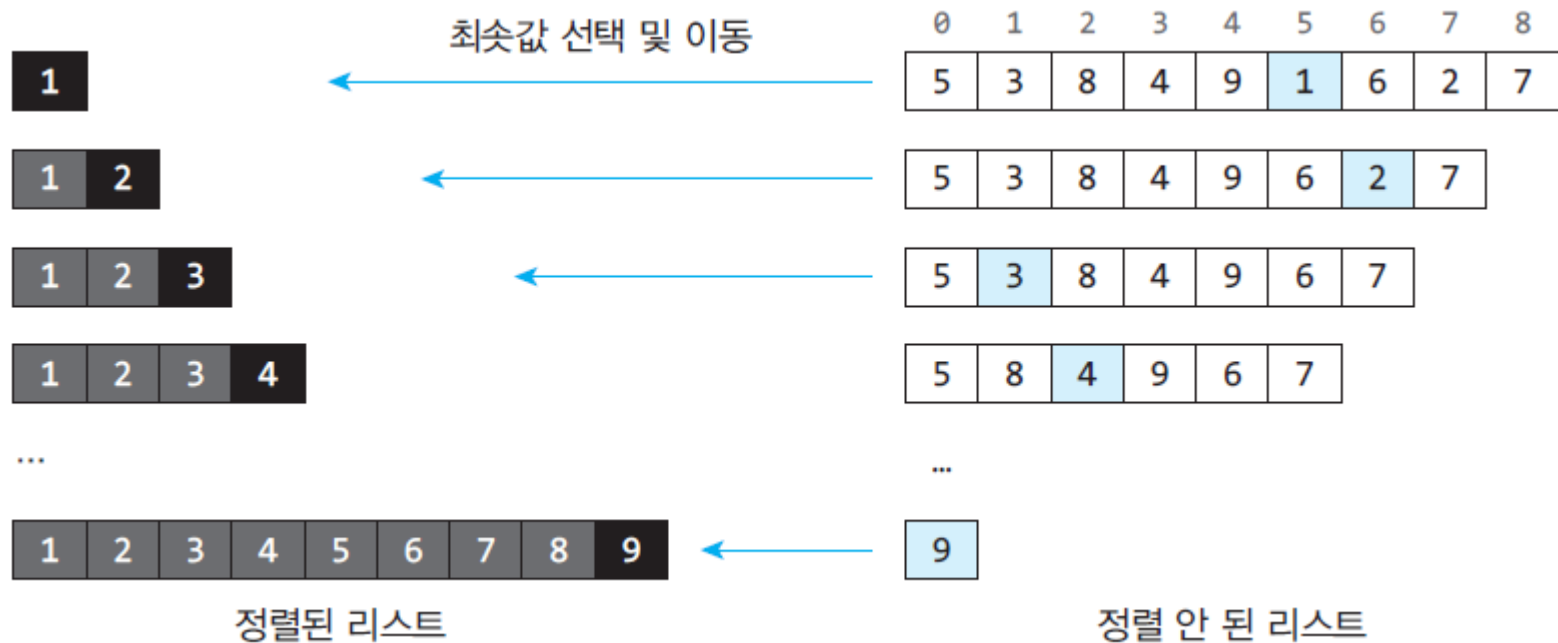 최솟값 선택 및 이동
0 1 2 3 4 5 6 7 8
1
5 3 8 4 9 1 6 2 7
1 2
5 3 8 4 9 6 2 7
1 2 3
5 3 8 4 9 6 7
1 2 3 4
5 8 4 9 6 7
...
...
1 2 3 4 5 6 7 8 9
9
정렬된 리스트
정렬 안 된 리스트